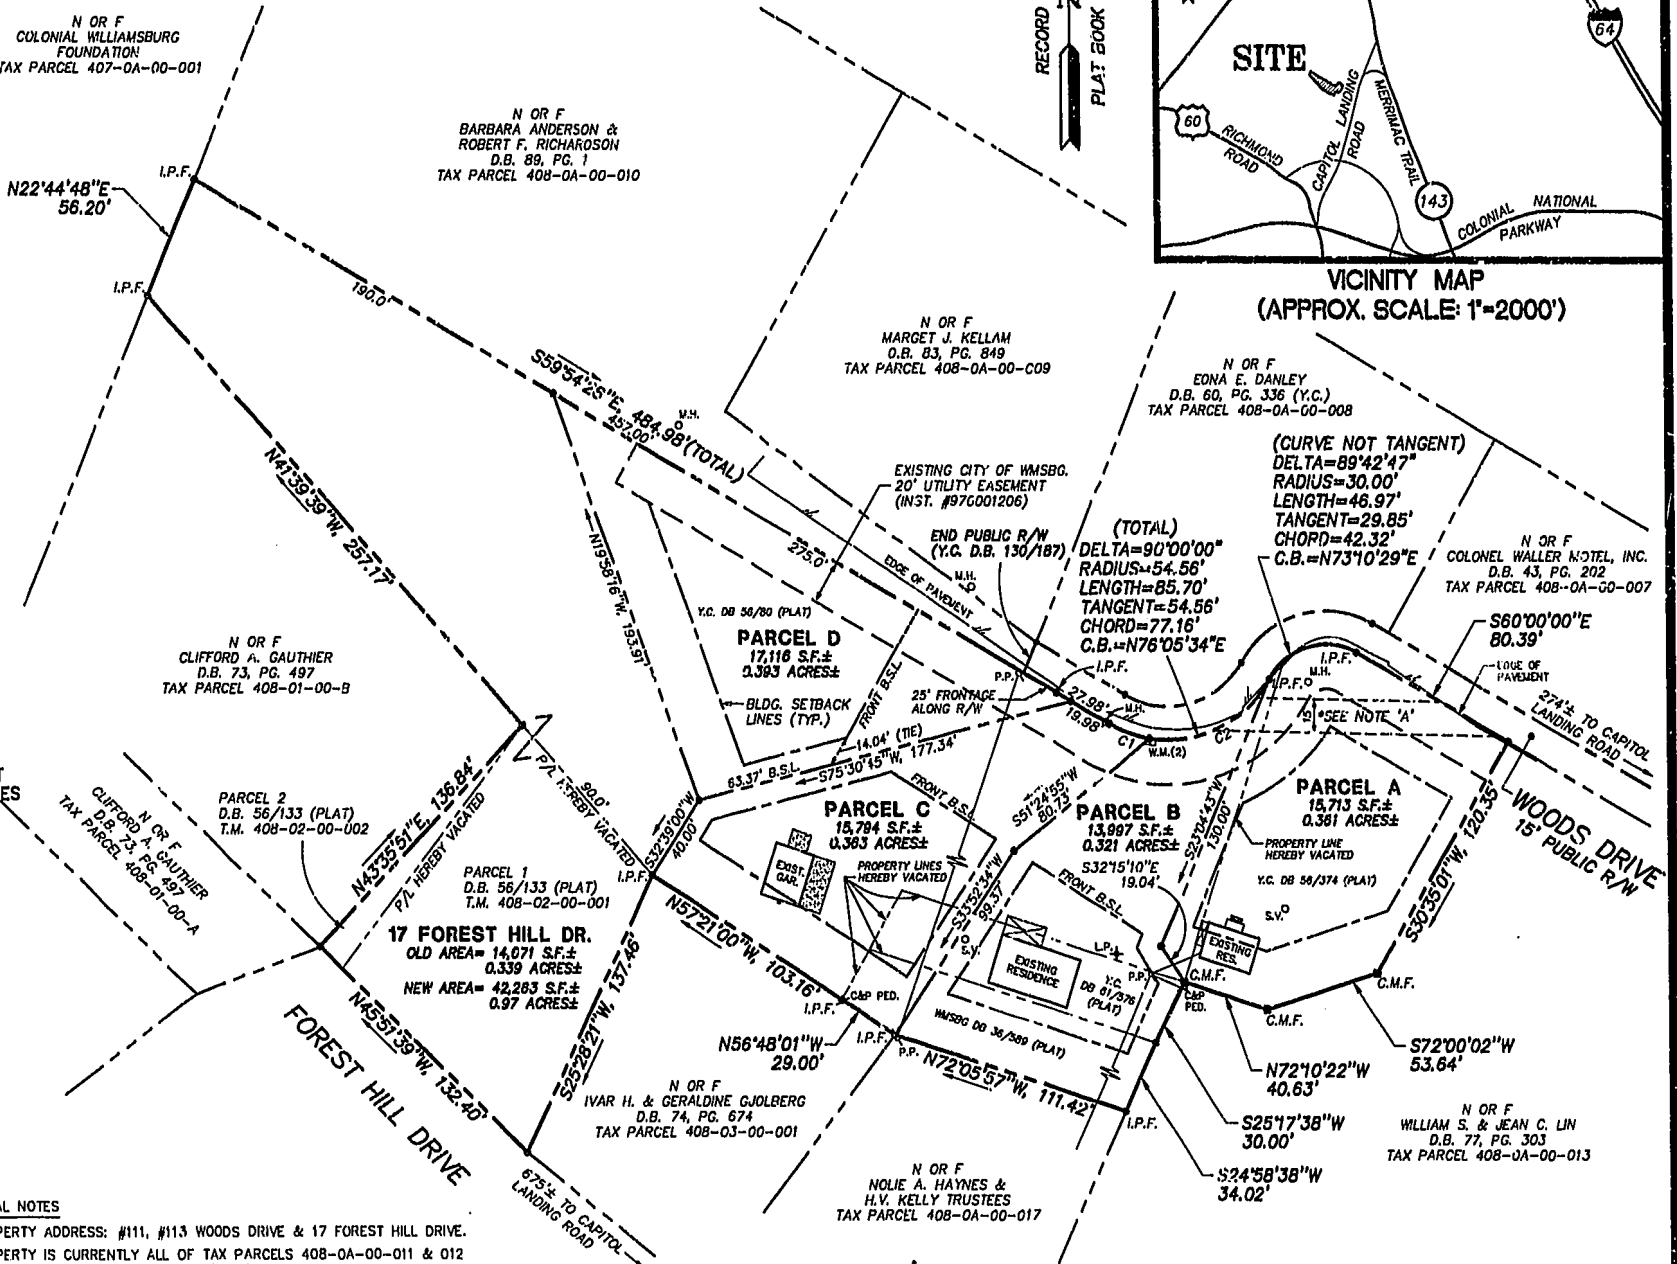 N OR F
COLONIAL WILLIAMSBURG
FOUNDATION
TAX PARCEL 407-0A-00-001
N22°44'48"E
56.20'
I.P.F.
I.P.F.
N OR F
BARBARA ANDERSON &
ROBERT F. RICHARDSON
D.B. 89, PG. 1
TAX PARCEL 408-0A-00-010
RECORD
PLAT BOOK
SITE
64
60
RICHMOND
ROAD
CAPITOL LANDING
ROAD
MERRIMAC TRAIL
143
COLONIAL NATIONAL
PARKWAY
VICINITY MAP
(APPROX. SCALE: 1"=2000')
190.0'
S59°54'25"E, 484.98'(TOTAL)
457.00'
M.H.
N OR F
MARGET J. KELLAM
D.B. 83, PG. 849
TAX PARCEL 408-0A-00-C09
N OR F
EDNA E. DANLEY
D.B. 60, PG. 336 (Y.C.)
TAX PARCEL 408-0A-00-008
(CURVE NOT TANGENT)
DELTA=89°42'47"
RADIUS=30.00'
LENGTH=46.97'
TANGENT=29.85'
CHORD=42.32'
C.B.=N73°10'29"E
N OR F
COLONEL WALLER MOTEL, INC.
D.B. 43, PG. 202
TAX PARCEL 408-0A-00-007
S60°00'00"E
80.39'
EDGE OF
PAVEMENT
274'± TO CAPITOL
LANDING ROAD
EXISTING CITY OF WMSBG.
20' UTILITY EASEMENT
(INST. #970001206)
END PUBLIC R/W
(Y.C. D.B. 130/187)
(TOTAL)
DELTA=90°00'00"
RADIUS=54.56'
LENGTH=85.70'
TANGENT=54.56'
CHORD=77.16'
C.B.=N76°05'34"E
N41°39'39"W, 257.17'
N19°58'16"W, 193.91'
275.0'
EDGE OF PAVEMENT
M.H.
Y.C. DB 56/80 (PLAT)
PARCEL D
17,116 S.F.±
0.393 ACRES±
BLDG. SETBACK
LINES (TYP.)
FRONT B.S.L.
25' FRONTAGE
ALONG R/W
P.P.
I.P.F.
27.98'
19.98'
M.H.
C1
W.M.(2)
C2
I.P.F.
M.H.
I.P.F.
15'
*SEE NOTE 'A'
N OR F
CLIFFORD A. GAUTHIER
D.B. 73, PG. 497
TAX PARCEL 408-01-00-B
14.04' (TIE)
63.37' B.S.L.
S75°30'15"W, 177.34'
PARCEL C
15,794 S.F.±
0.363 ACRES±
FRONT B.S.L.
S51°24'55"W
80.73'
PARCEL B
13,997 S.F.±
0.321 ACRES±
S23°04'43"W
130.00'
PARCEL A
15,713 S.F.±
0.361 ACRES±
PROPERTY LINE
HEREBY VACATED
Y.C. DB 56/374 (PLAT)
S.V.
S30°35'01"W, 120.35'
WOODS DRIVE
15' PUBLIC R/W
ES
N OR F
CLIFFORD A. GAUTHIER
D.B. 73, PG. 497
TAX PARCEL 408-01-00-A
PARCEL 2
D.B. 56/133 (PLAT)
T.M. 408-02-00-002
N43°35'51"E, 136.84'
P/L HEREBY VACATED
P/L HEREBY VACATED
90.0'
S32°39'00"W
40.00'
I.P.F.
PARCEL 1
D.B. 56/133 (PLAT)
T.M. 408-02-00-001
17 FOREST HILL DR.
OLD AREA= 14,071 S.F.±
0.339 ACRES±
NEW AREA= 42,263 S.F.±
0.97 ACRES±
EXIST.
GAR.
PROPERTY LINES
HEREBY VACATED
S33°52'34"W
99.37'
S32°15'10"E
19.04'
FRONT B.S.L.
S.V.
EXISTING
RESIDENCE
L.P.
P.P.
Y.C.
DB 61/376
(PLAT)
EXISTING
RES.
C.M.F.
C&P
PED.
C.M.F.
C.M.F.
WMSBG DB 36/589 (PLAT)
N57°21'00"W, 103.16'
I.P.F.
C&P PED.
I.P.F.
P.P.
N56°48'01"W
29.00'
N72°05'57"W, 111.42'
I.P.F.
S72°00'02"W
53.64'
N72°10'22"W
40.63'
S25°17'38"W
30.00'
S24°58'38"W
34.02'
N45°51'39"W, 132.40'
S25°28'21"W, 137.46'
FOREST HILL DRIVE
675'± TO CAPITOL
LANDING ROAD
N OR F
IVAR H. & GERALDINE GJOLBERG
D.B. 74, PG. 674
TAX PARCEL 408-03-00-001
N OR F
NOLIE A. HAYNES &
H.V. KELLY TRUSTEES
TAX PARCEL 408-0A-00-017
N OR F
WILLIAM S. & JEAN C. LIN
D.B. 77, PG. 303
TAX PARCEL 408-0A-00-013
AL NOTES
PERTY ADDRESS: #111, #113 WOODS DRIVE & 17 FOREST HILL DRIVE.
PERTY IS CURRENTLY ALL OF TAX PARCELS 408-0A-00-011 & 012